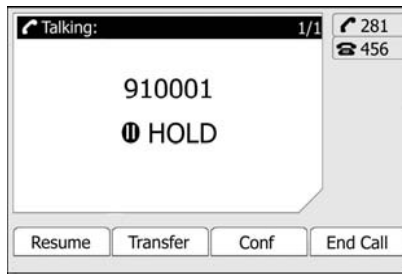 Talking: 1/1
281
456
910001
HOLD
Resume Transfer Conf End Call